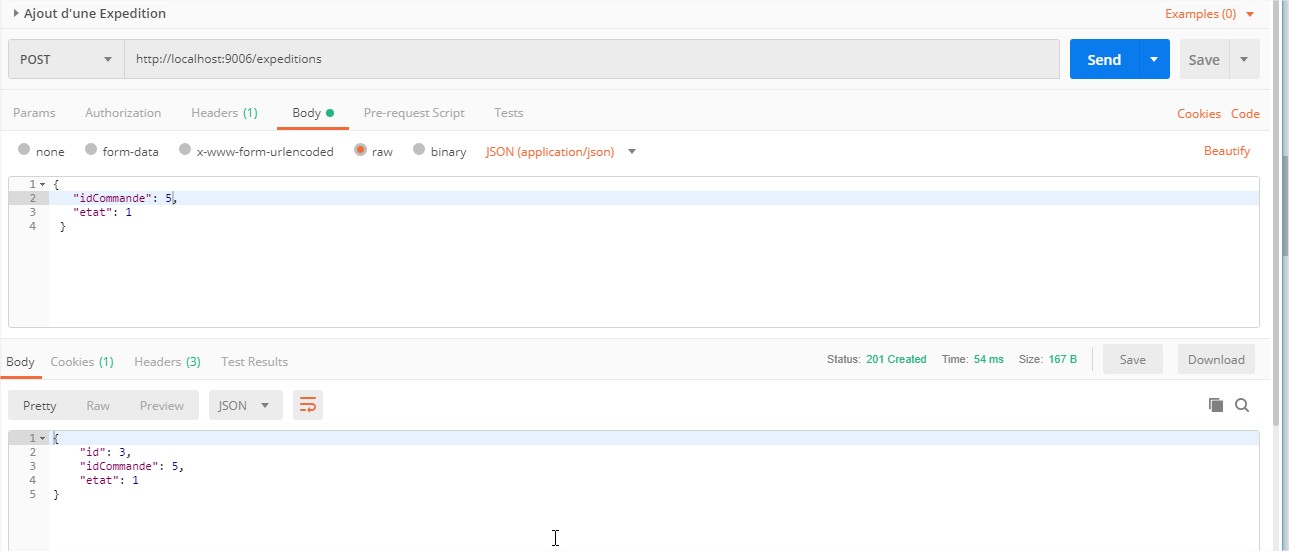 Ajout d'une Expedition
Examples (0)
POST
http://localhost:9006/expeditions
Send
Save
Params
Authorization
Headers (1)
Body
Pre-request Script
Tests
Cookies
Code
none
form-data
x-www-form-urlencoded
raw
binary
JSON (application/json)
Beautify
1 {
2 "idCommande": 5,
3 "etat": 1
4 }
Body
Cookies (1)
Headers (3)
Test Results
Status: 201 Created
Time: 54 ms
Size: 167 B
Save
Download
Pretty
Raw
Preview
JSON
1 {
2 "id": 3,
3 "idCommande": 5,
4 "etat": 1
5 }